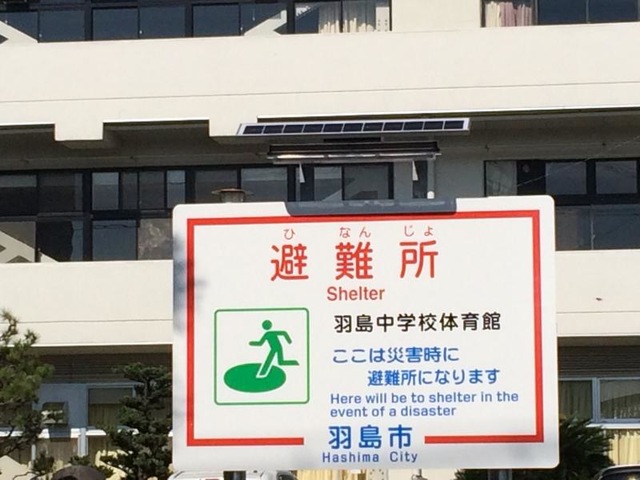 ひ なん じょ
避難所
Shelter
羽島中学校体育館
ここは災害時に
避難所になります
Here will be to shelter in the
event of a disaster
羽島市
Hashima City